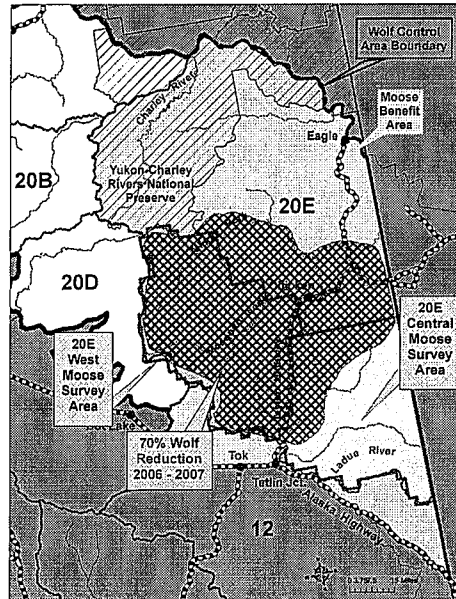 Wolf Control
Area Boundary
Charley River
Moose
Benefit
Area
Eagle
20B
Yukon-Charley
Rivers National
Preserve
20E
20D
20E
West
Moose
Survey
Area
20E
Central
Moose
Survey
Area
70% Wolf
Reduction
2006 - 2007
Ladue River
Tok
Tetlin Jct.
Alaska Highway
12